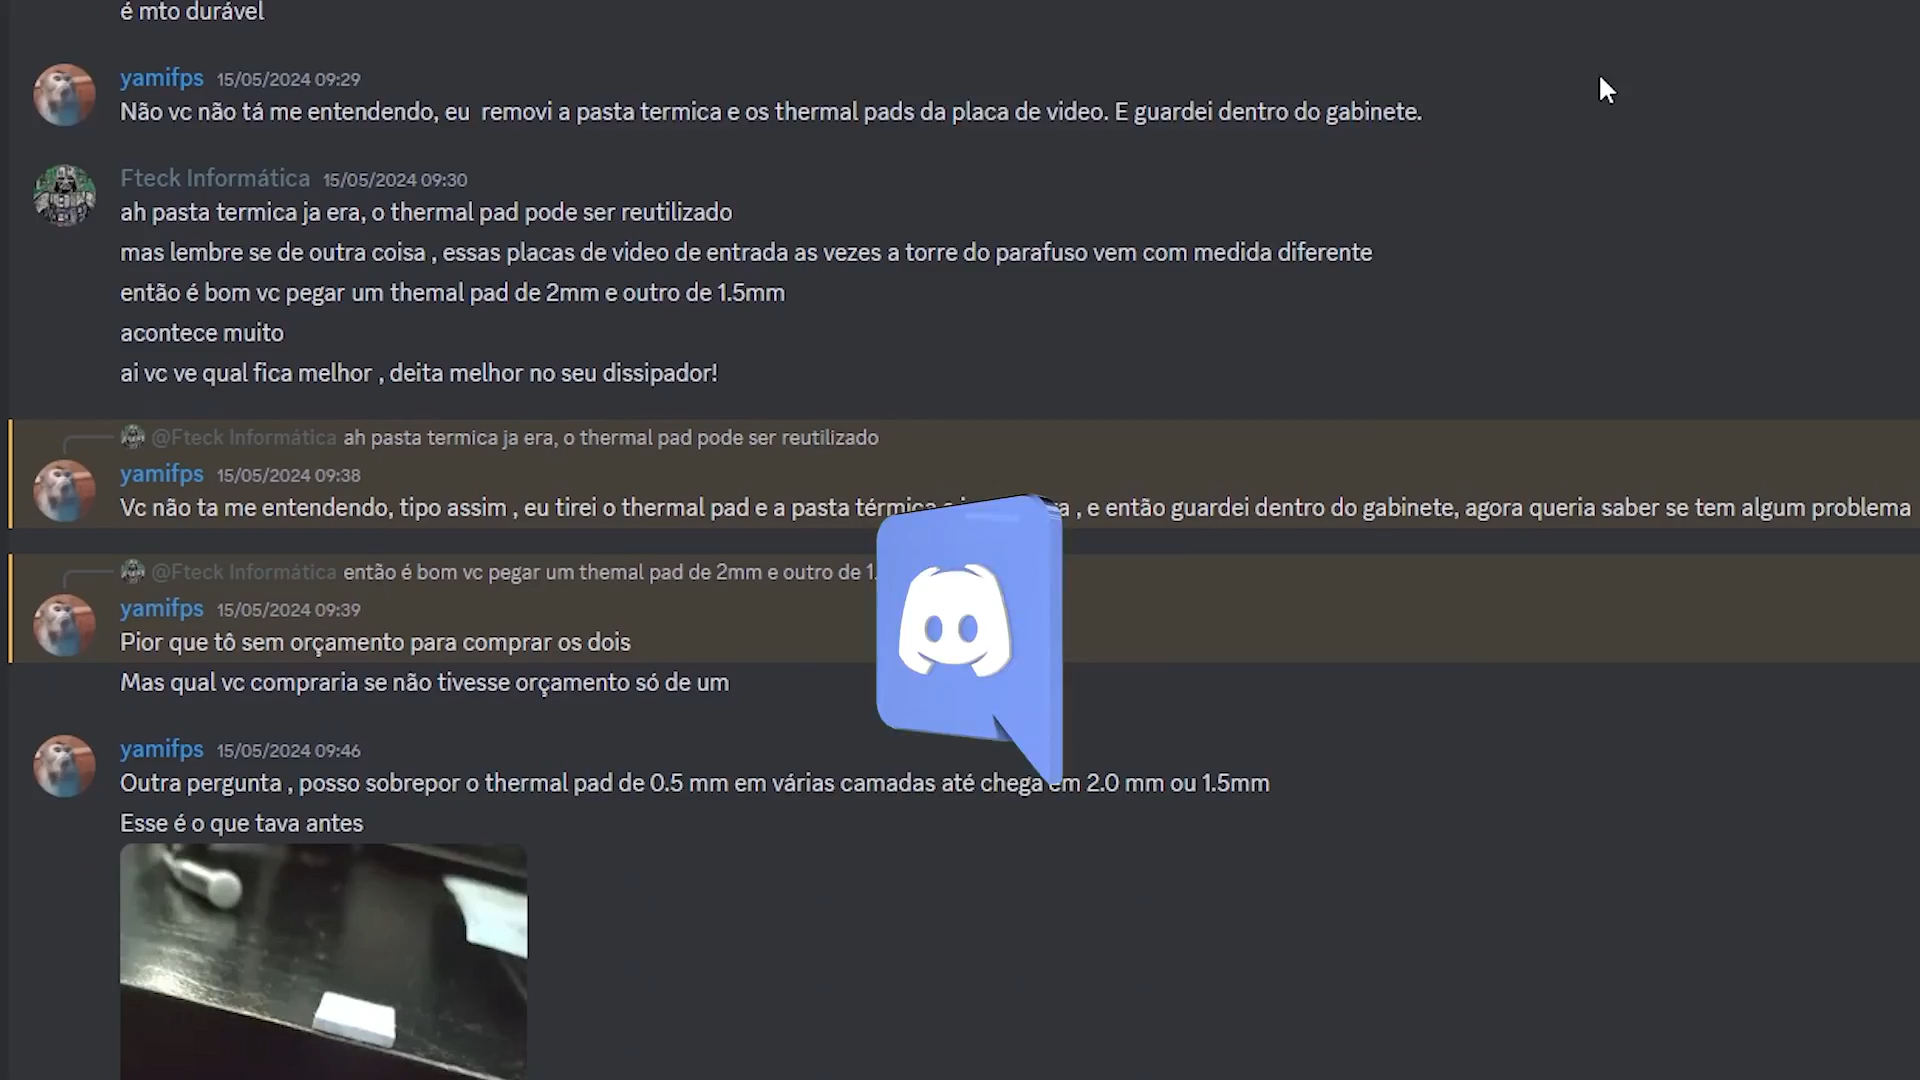 é mto durável
yamifps 15/05/2024 09:29
Não vc não tá me entendendo, eu removi a pasta termica e os thermal pads da placa de video. E guardei dentro do gabinete.
Fteck Informática 15/05/2024 09:30
ah pasta termica ja era, o thermal pad pode ser reutilizado
mas lembre se de outra coisa , essas placas de video de entrada as vezes a torre do parafuso vem com medida diferente
então é bom vc pegar um themal pad de 2mm e outro de 1.5mm
acontece muito
ai vc ve qual fica melhor , deita melhor no seu dissipador!
@Fteck Informática ah pasta termica ja era, o thermal pad pode ser reutilizado
yamifps 15/05/2024 09:38
Vc não ta me entendendo, tipo assim , eu tirei o thermal pad e a pasta térmica , e então guardei dentro do gabinete, agora queria saber se tem algum problema
@Fteck Informática então é bom vc pegar um themal pad de 2mm e outro de 1.
yamifps 15/05/2024 09:39
Pior que tô sem orçamento para comprar os dois
Mas qual vc compraria se não tivesse orçamento só de um
yamifps 15/05/2024 09:46
Outra pergunta , posso sobrepor o thermal pad de 0.5 mm em várias camadas até chega em 2.0 mm ou 1.5mm
Esse é o que tava antes